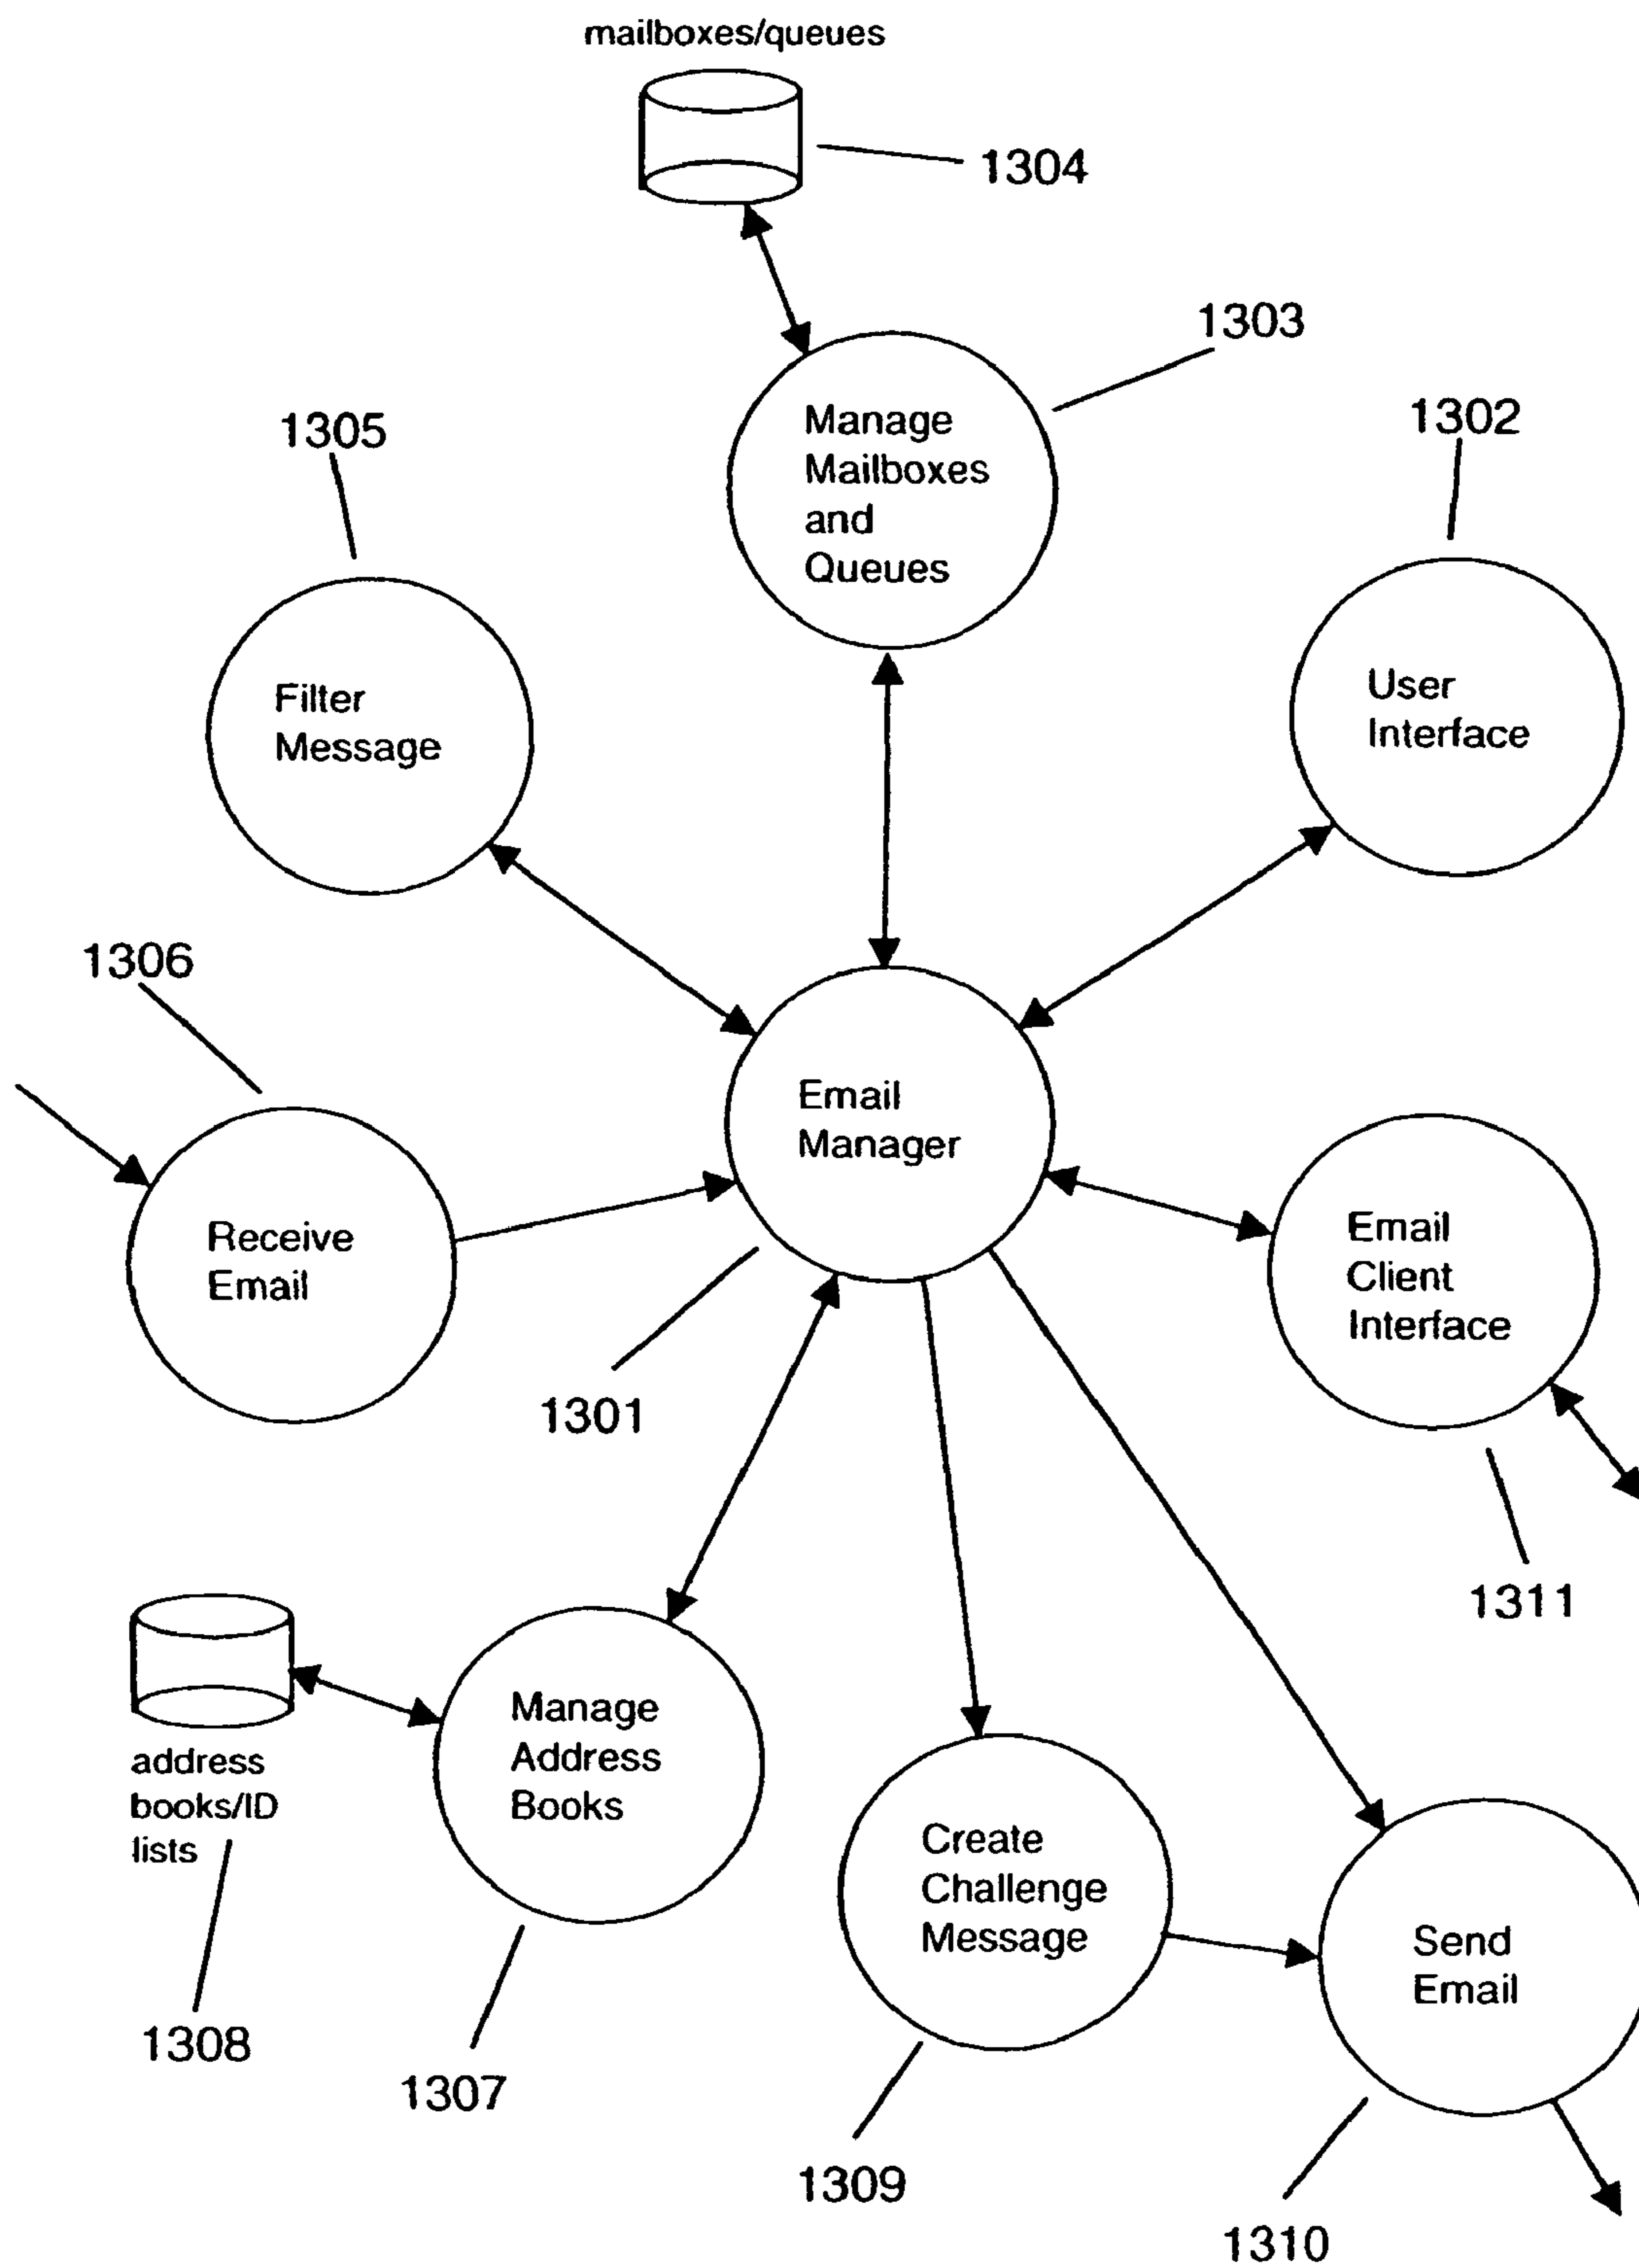 mailboxes/queues
1304
1303
Manage
Mailboxes
and
Queues
1305
1302
Filter
Message
User
Interface
1306
Email
Manager
Receive
Email
Email
Client
Interface
1301
1311
address
books/ID
lists
Manage
Address
Books
Create
Challenge
Message
Send
Email
1308
1307
1309
1310